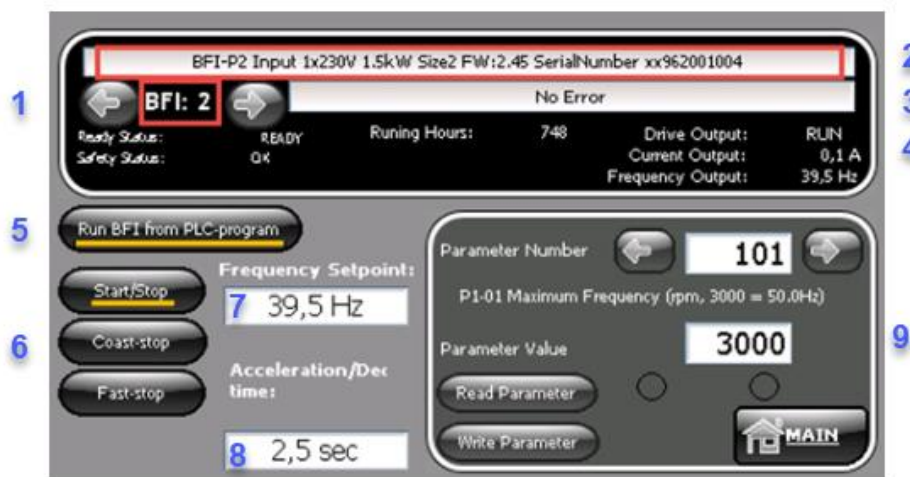 BFI-P2 Input 1x230V 1.5kW Size2 FW:2.45 SerialNumber xx962001004
2
1
BFI: 2
No Error
3
Ready Status:
READY
Runing Hours:
748
Drive Output:
RUN
4
Safety Status:
OK
Current Output:
0,1 A
Frequency Output:
39,5 Hz
5
Run BFI from PLC-program
Start/Stop
6
Coast-stop
Fast-stop
Frequency Setpoint:
7
39,5 Hz
Acceleration/Dec
time:
8
2,5 sec
Parameter Number
101
P1-01 Maximum Frequency (rpm, 3000 = 50.0Hz)
Parameter Value
3000
9
Read Parameter
Write Parameter
MAIN